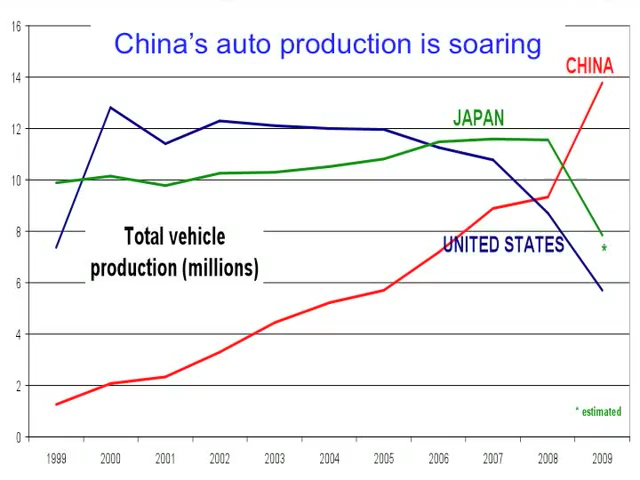 China's auto production is soaring
16
14
12
10
8
6
4
2
0
CHINA
JAPAN
UNITED STATES
Total vehicle
production (millions)
*
* estimated
1999 2000 2001 2002 2003 2004 2005 2006 2007 2008 2009